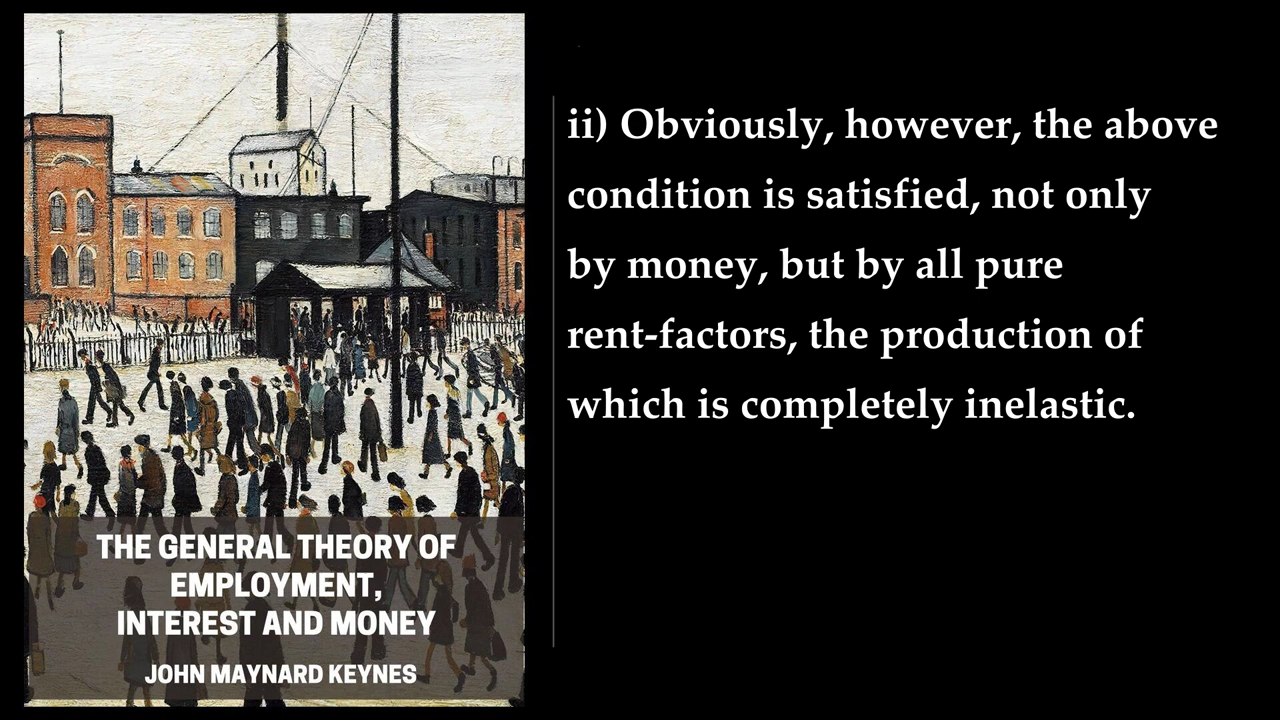 ii) Obviously, however, the above
condition is satisfied, not only
by money, but by all pure
rent-factors, the production of
which is completely inelastic.
THE GENERAL THEORY OF
EMPLOYMENT,
INTEREST AND MONEY
JOHN MAYNARD KEYNES